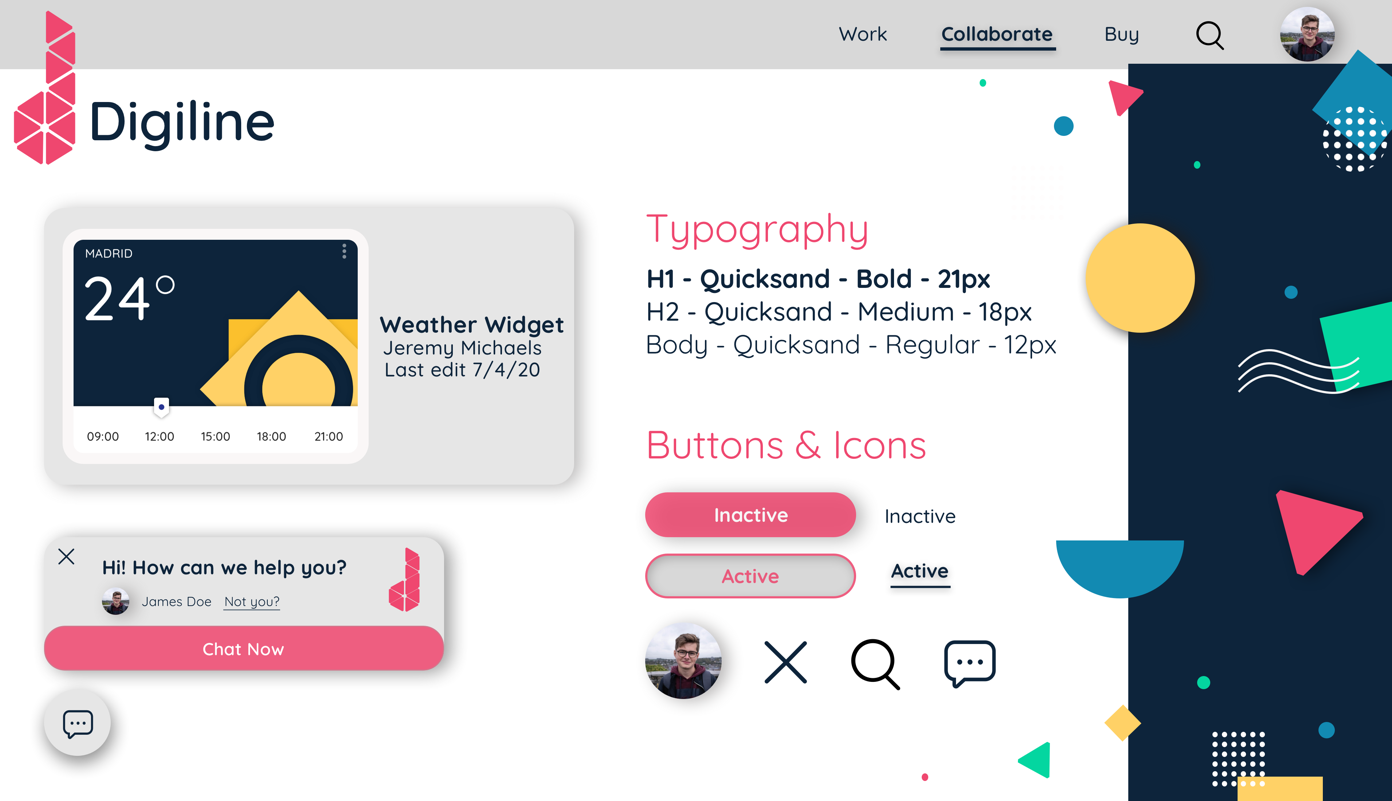 Work
Collaborate
Buy
Digiline
MADRID
24°
Weather Widget
Jeremy Michaels
Last edit 7/4/20
09:00
12:00
15:00
18:00
21:00
Hi! How can we help you?
James Doe
Not you?
Chat Now
Typography
H1 - Quicksand - Bold - 21px
H2 - Quicksand - Medium - 18px
Body - Quicksand - Regular - 12px
Buttons & Icons
Inactive
Inactive
Active
Active